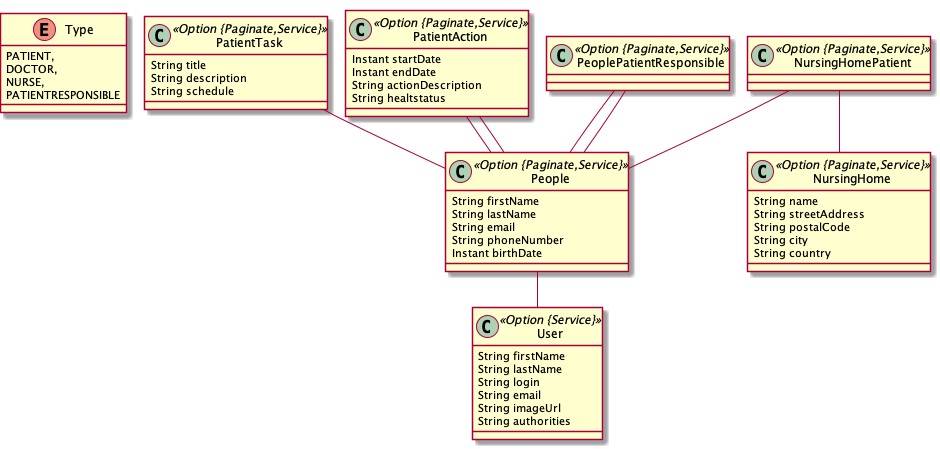 E Type
PATIENT,
DOCTOR,
NURSE,
PATIENTRESPONSIBLE
C «Option {Paginate,Service}»
PatientTask
String title
String description
String schedule
C «Option {Paginate,Service}»
PatientAction
Instant startDate
Instant endDate
String actionDescription
String healtstatus
C «Option {Paginate,Service}»
PeoplePatientResponsible
C «Option {Paginate,Service}»
NursingHomePatient
C «Option {Paginate,Service}»
People
String firstName
String lastName
String email
String phoneNumber
Instant birthDate
C «Option {Paginate,Service}»
NursingHome
String name
String streetAddress
String postalCode
String city
String country
C «Option {Service}»
User
String firstName
String lastName
String login
String email
String imageUrl
String authorities